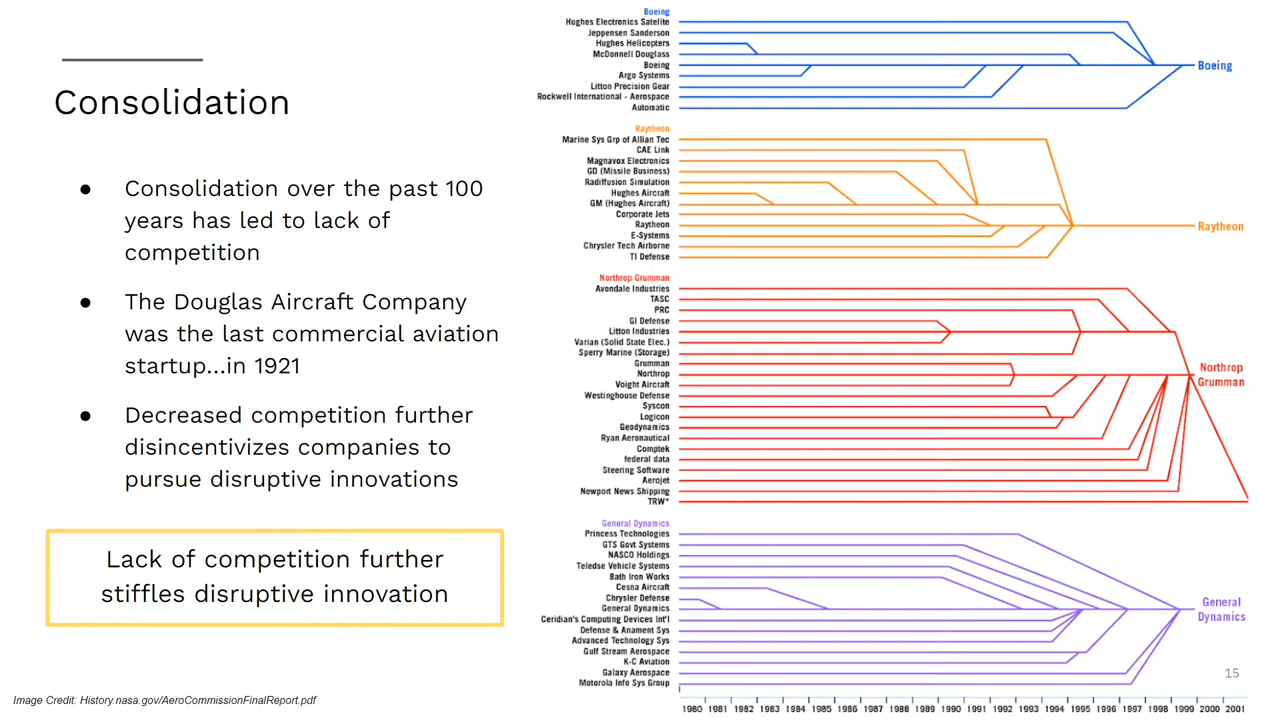 Consolidation
● Consolidation over the past 100
years has led to lack of
competition
● The Douglas Aircraft Company
was the last commercial aviation
startup...in 1921
● Decreased competition further
disincentivizes companies to
pursue disruptive innovations
Lack of competition further
stiffles disruptive innovation
Image Credit: History.nasa.gov/AeroCommissionFinalReport.pdf
Boeing
Hughes Electronics Satelite
Jeppensen Sanderson
Hughes Helicopters
McDonnell Douglass
Boeing
Argo Systems
Litton Precision Gear
Rockwell International - Aerospace
Automatic
Boeing
Raytheon
Marine Sys Grp of Allian Tec
CAE Link
Magnavox Electronics
GD (Missile Business)
Radiffusion Simulation
Hughes Aircraft
GM (Hughes Aircraft)
Corporate Jets
Raytheon
E-Systems
Chrysler Tech Airborne
TI Defense
Raytheon
Northrop Grumman
Avondale Industries
TASC
PRC
GI Defense
Litton Industries
Varian (Solid State Elec.)
Sperry Marine (Storage)
Grumman
Northrop
Voight Aircraft
Westinghouse Defense
Syscon
Logicon
Geodynamics
Ryan Aeronautical
Comptek
federal data
Steering Software
Aerojet
Newport News Shipping
TRW*
Northrop
Grumman
General Dynamics
Princess Technologies
GTS Govt Systems
NASCO Holdings
Teledse Vehicle Systems
Bath Iron Works
Cesna Aircraft
Chrysler Defense
General Dynamics
Ceridian's Computing Devices Int'l
Defense & Anament Sys
Advanced Technology Sys
Gulf Stream Aerospace
K-C Aviation
Galaxy Aerospace
Motorola Info Sys Group
General
Dynamics
15
1980 1981 1982 1983 1984 1985 1986 1987 1988 1989 1990 1991 1992 1993 1994 1995 1996 1997 1998 1999 2000 2001